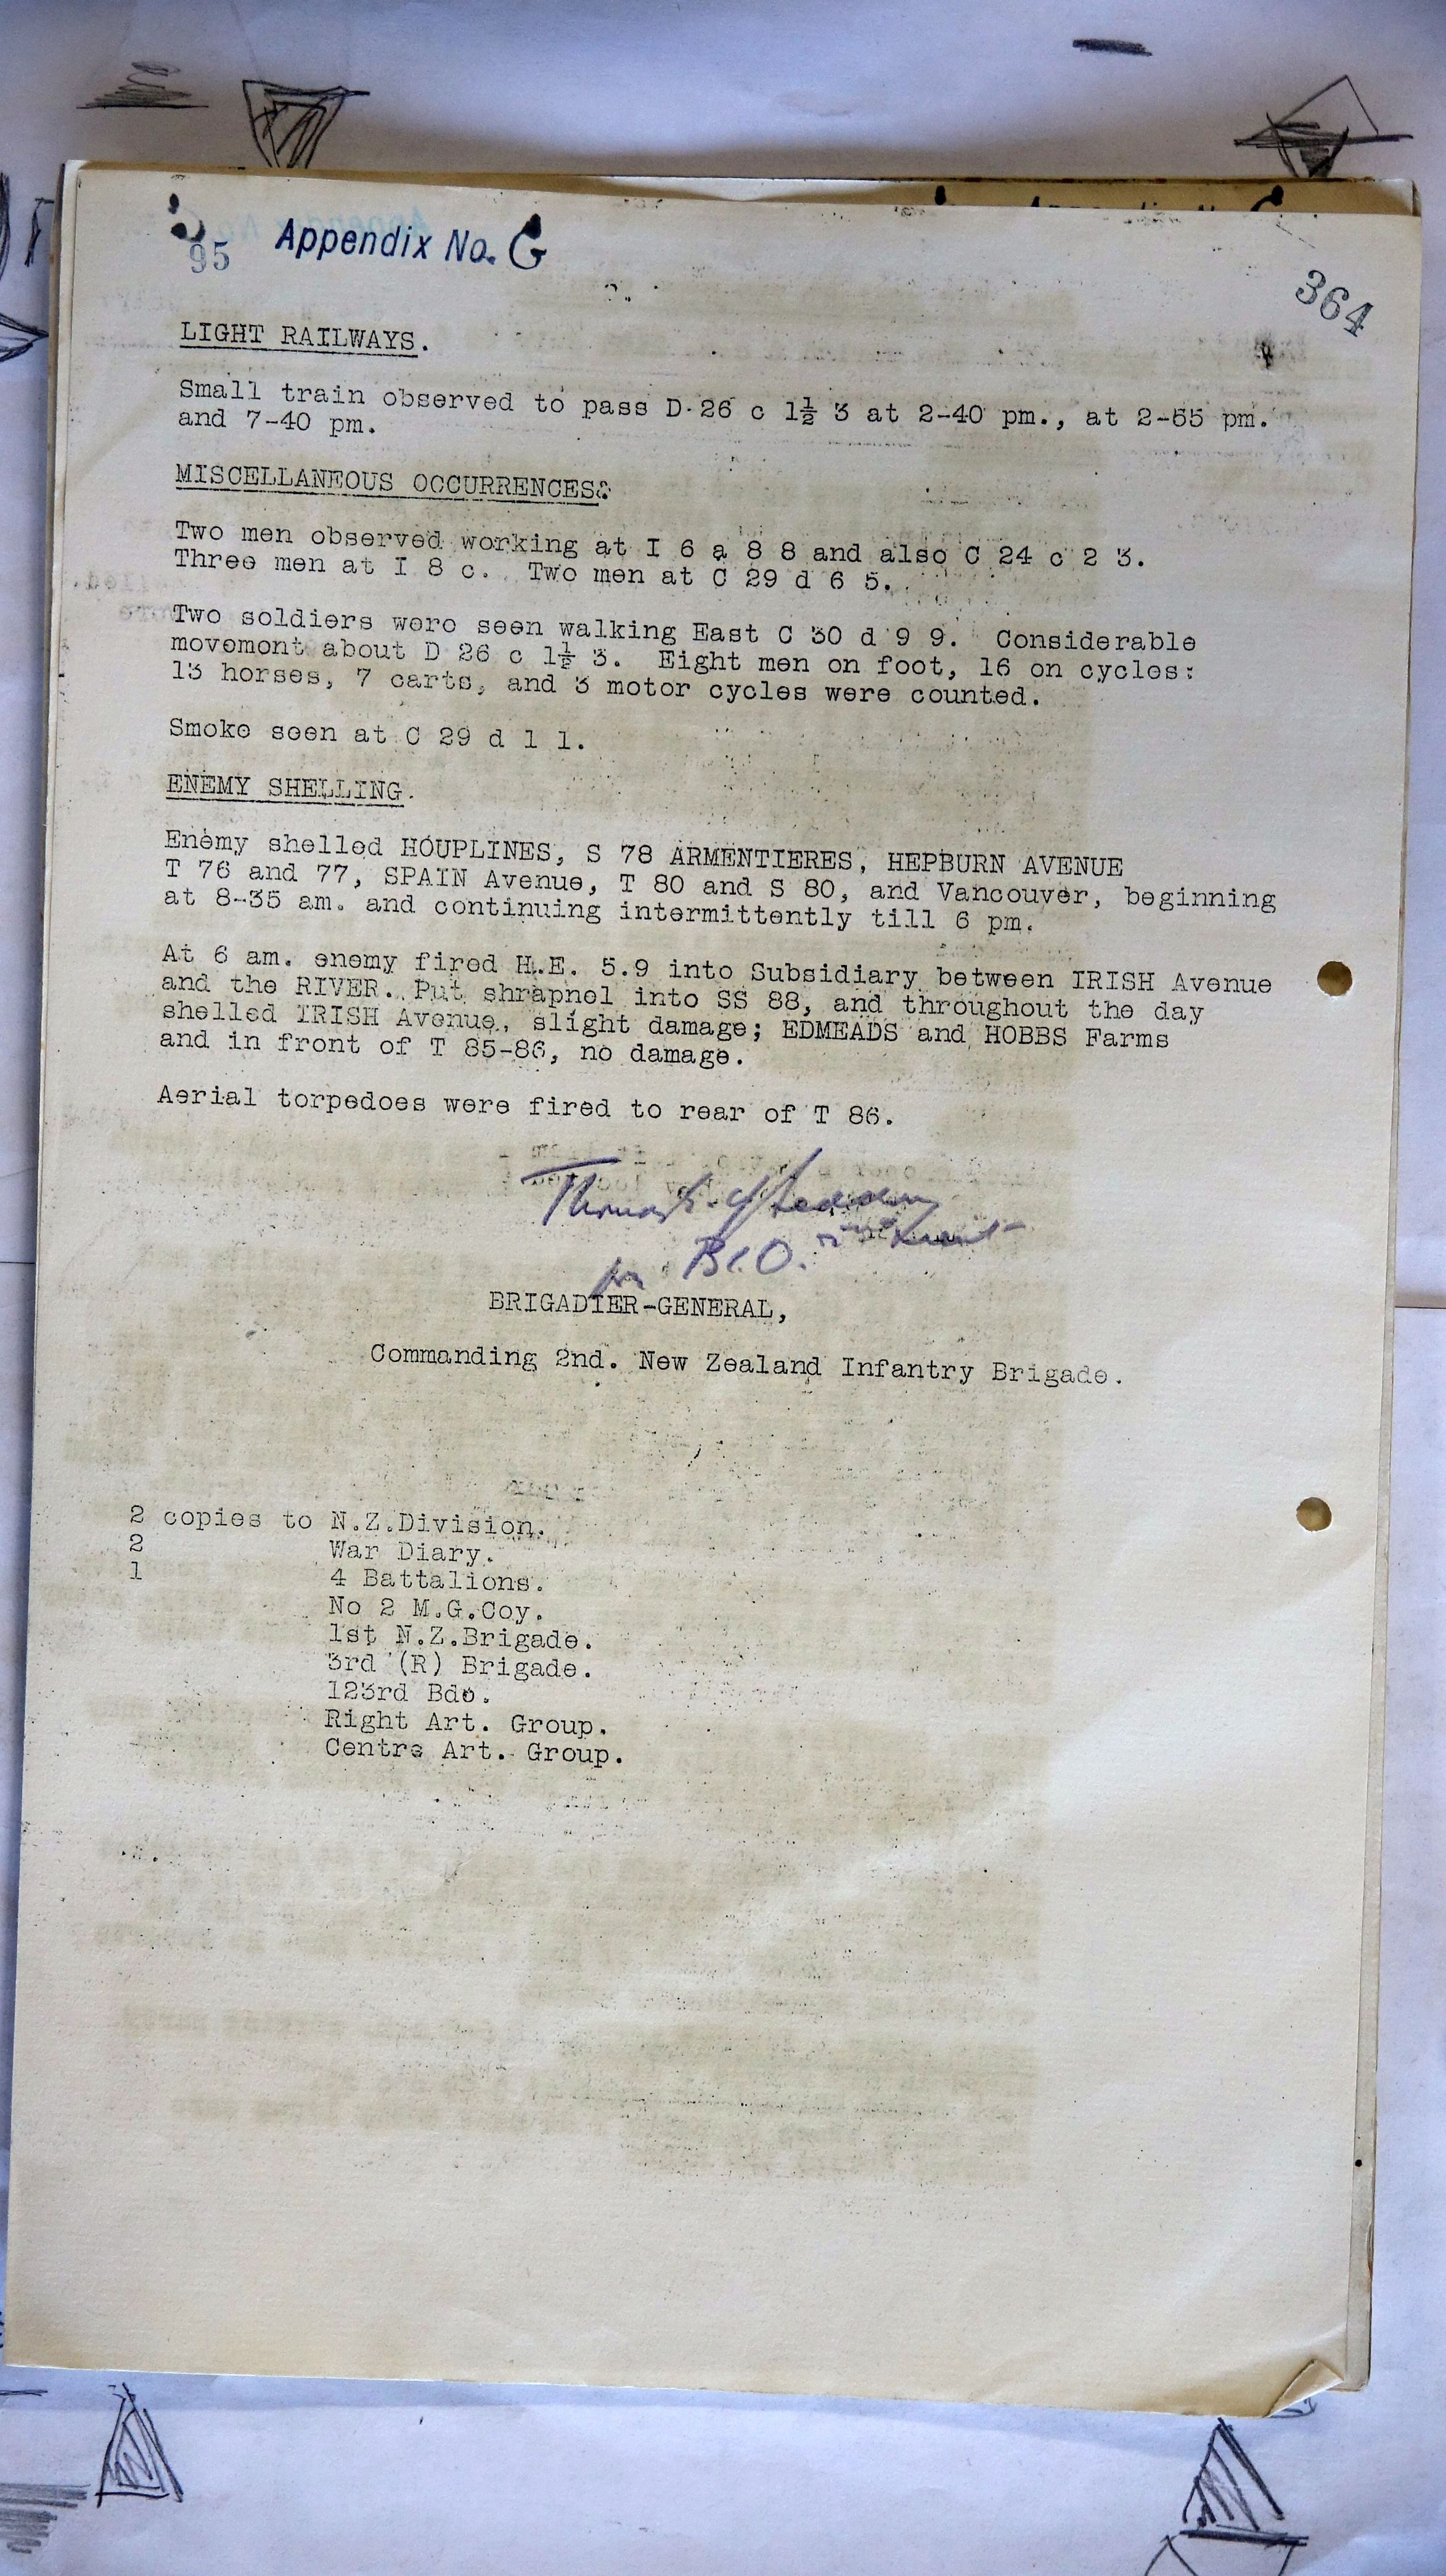 95 Appendix No. G
364
LIGHT RAILWAYS.
Small train observed to pass D 26 c 1½ 3 at 2-40 pm., at 2-55 pm.
and 7-40 pm.
MISCELLANEOUS OCCURRENCES:
Two men observed working at I 6 a 8 8 and also C 24 c 2 3.
Three men at I 8 c. Two men at C 29 d 6 5.
Two soldiers were seen walking East C 30 d 9 9. Considerable
movement about D 26 c 1½ 3. Eight men on foot, 16 on cycles:
13 horses, 7 carts, and 3 motor cycles were counted.
Smoke seen at C 29 d 1 1.
ENEMY SHELLING.
Enemy shelled HOUPLINES, S 78 ARMENTIERES, HEPBURN AVENUE
T 76 and 77, SPAIN Avenue, T 80 and S 80, and Vancouver, beginning
at 8-35 am. and continuing intermittently till 6 pm.
At 6 am. enemy fired H.E. 5.9 into Subsidiary between IRISH Avenue
and the RIVER. Put shrapnel into SS 88, and throughout the day
shelled IRISH Avenue, slight damage; EDMEADS and HOBBS Farms
and in front of T 85-86, no damage.
Aerial torpedoes were fired to rear of T 86.
for
BRIGADIER-GENERAL,
Commanding 2nd. New Zealand Infantry Brigade.
2 copies to N.Z.Division.
2 War Diary.
1 4 Battalions.
No 2 M.G.Coy.
1st N.Z.Brigade.
3rd (R) Brigade.
123rd Bde.
Right Art. Group.
Centre Art. Group.